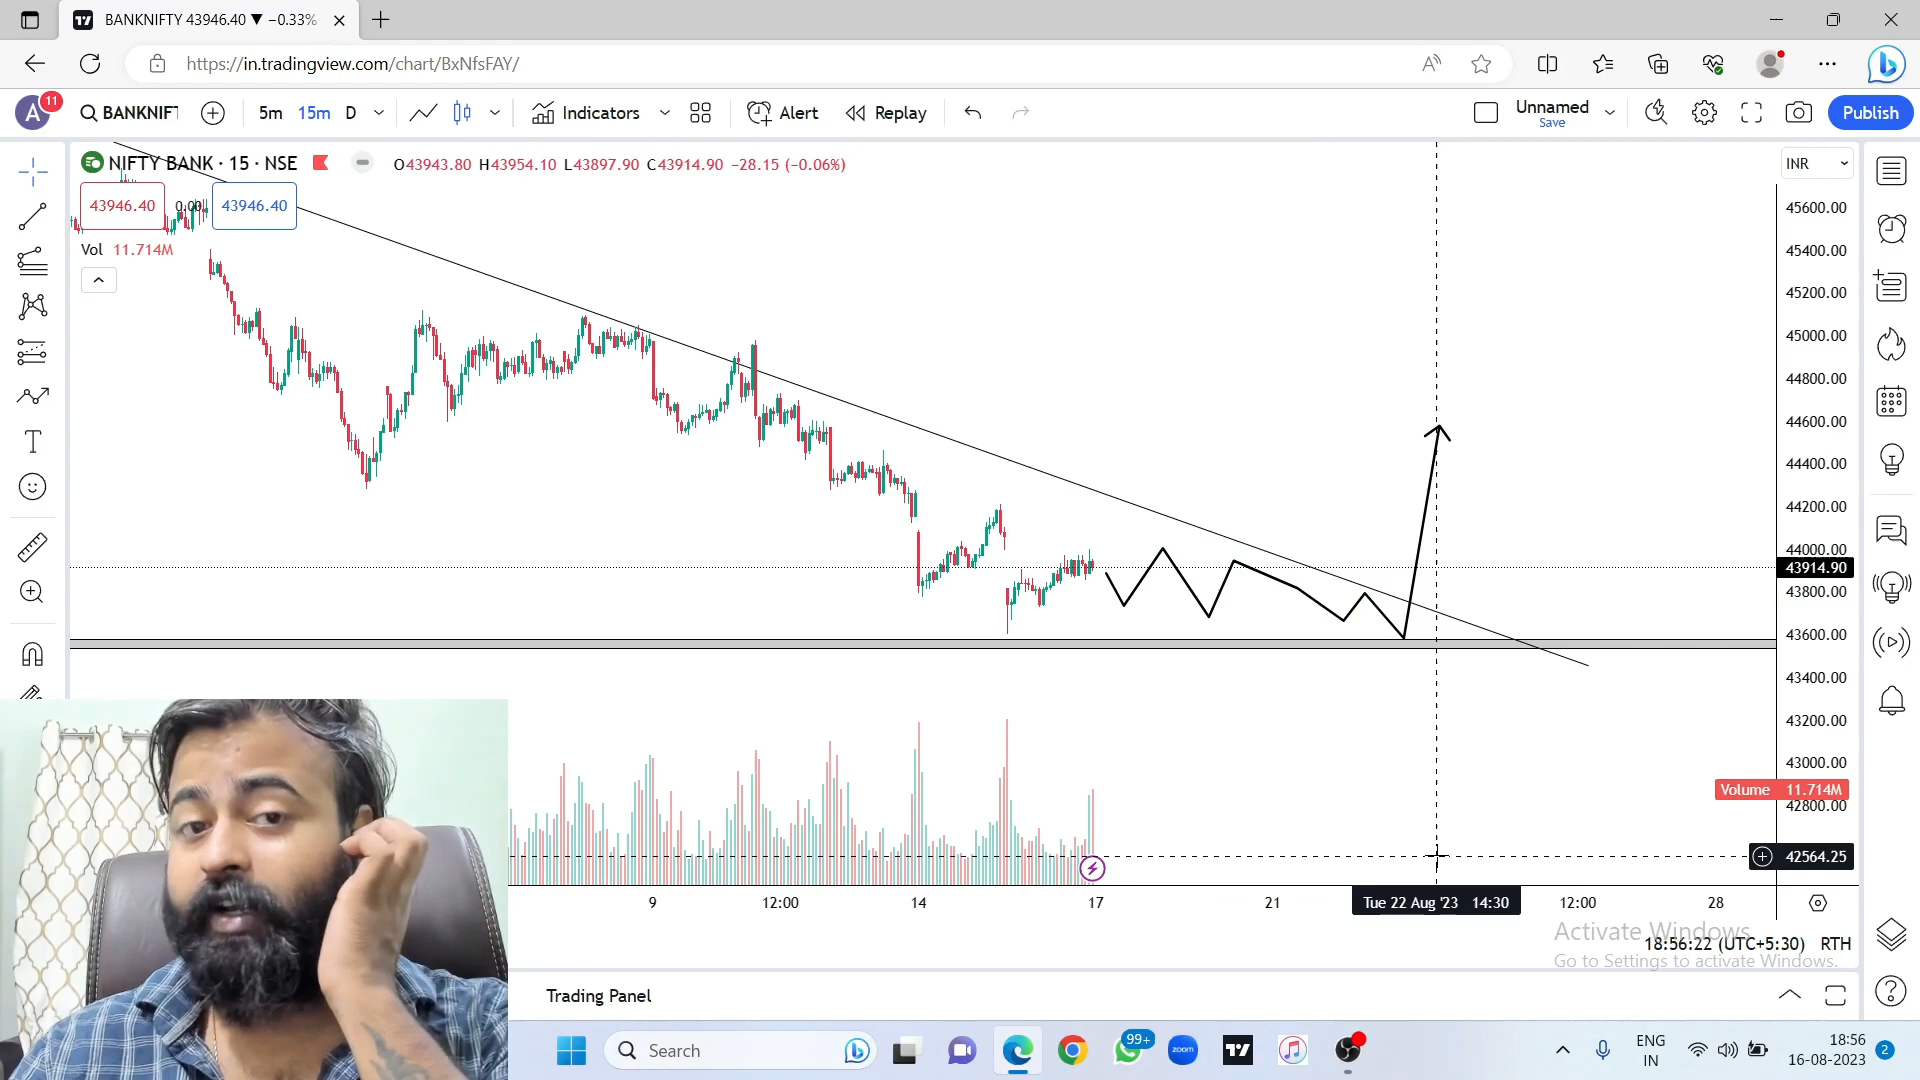 BANKNIFTY 43946.40 ▼ −0.33%
https://in.tradingview.com/chart/BxNfsFAY/
A 11 BANKNIFT 5m 15m D Indicators Alert Replay Unnamed Save Publish
NIFTY BANK · 15 · NSE O43943.80 H43954.10 L43897.90 C43914.90 −28.15 (−0.06%) INR
43946.40 0.00 43946.40
Vol 11.714M
45600.00
45400.00
45200.00
45000.00
44800.00
44600.00
44400.00
44200.00
44000.00
43914.90
43800.00
43600.00
43400.00
43200.00
43000.00
Volume 11.714M
42800.00
42564.25
9 12:00 14 17 21 Tue 22 Aug '23 14:30 12:00 28
Activate Windows
18:56:22 (UTC+5:30) RTH
Go to Settings to activate Windows.
Trading Panel
Search 99+ zoom ENG IN 18:56 16-08-2023 2